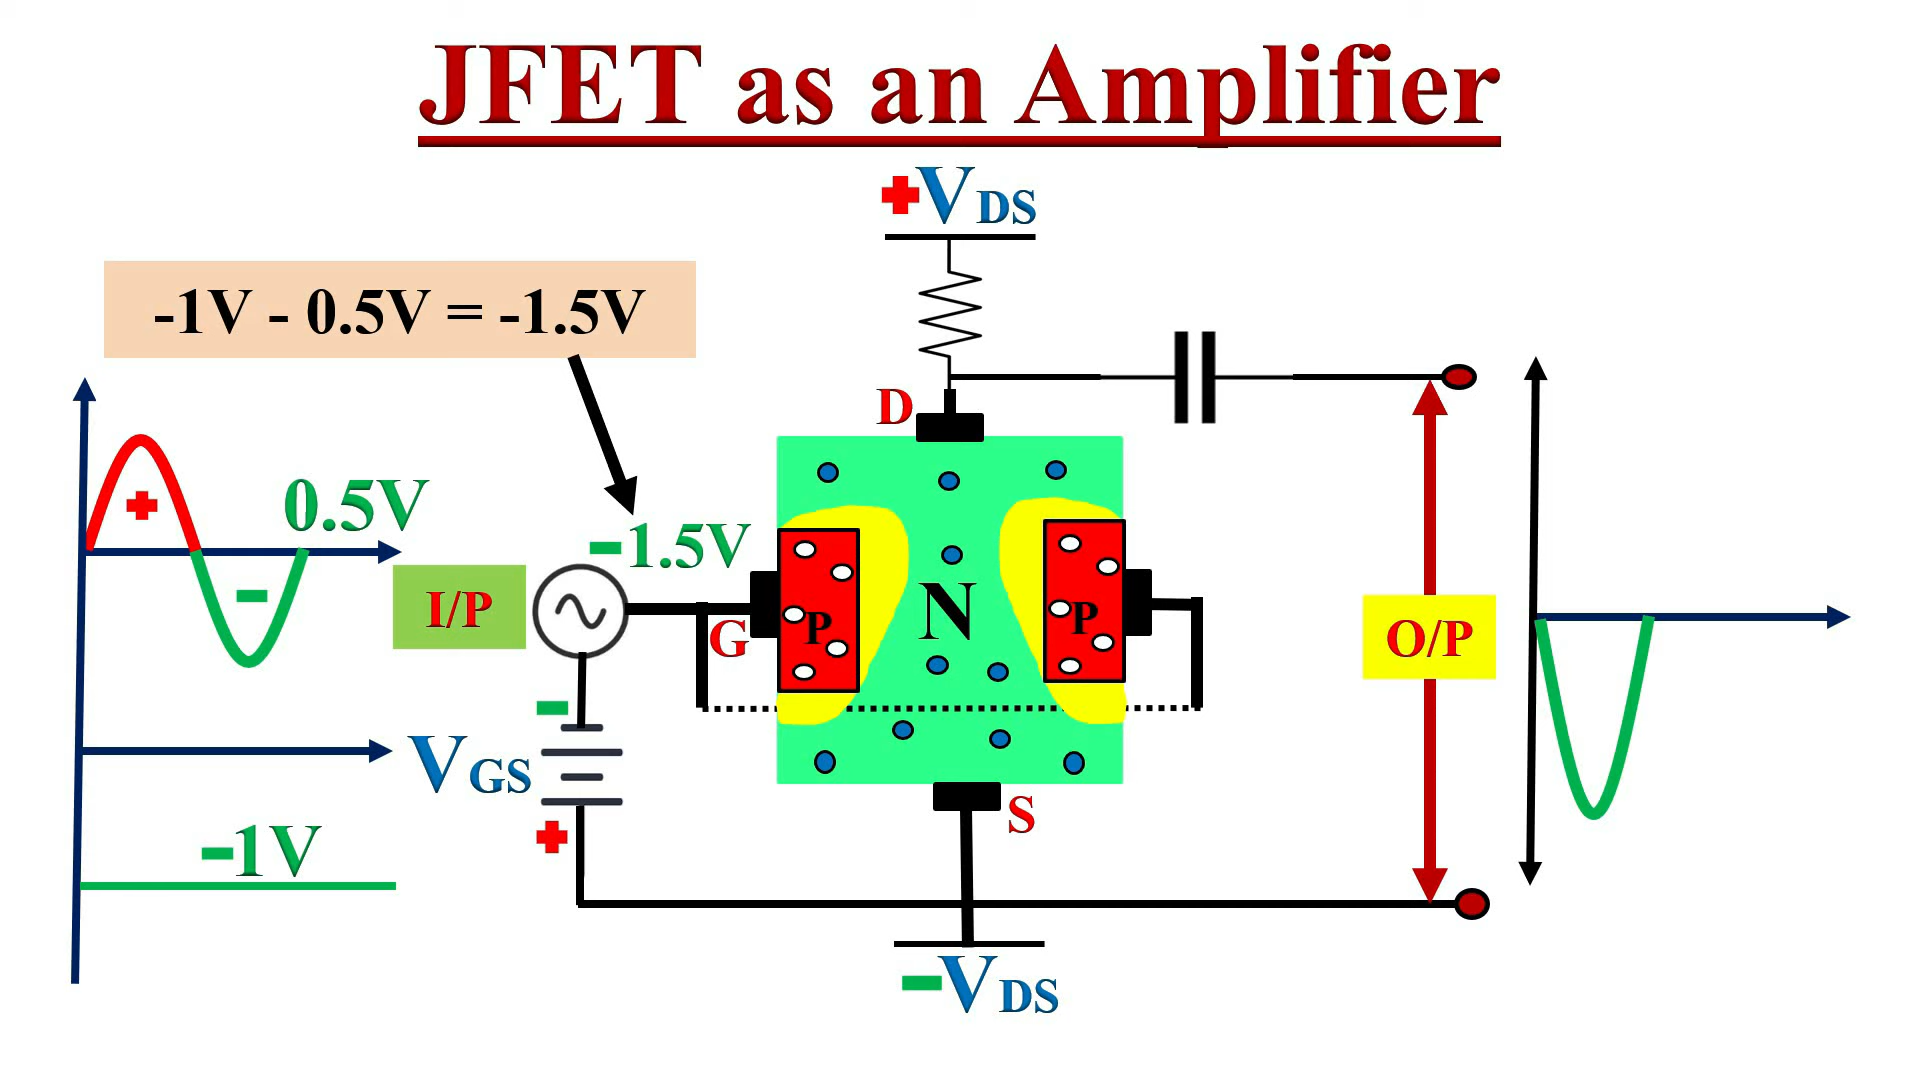 JFET as an Amplifier
+VDS
-1V - 0.5V = -1.5V
D
+
0.5V
-1.5V
-
I/P
G
P
N
P
O/P
-
VGS
+
S
-1V
-VDS